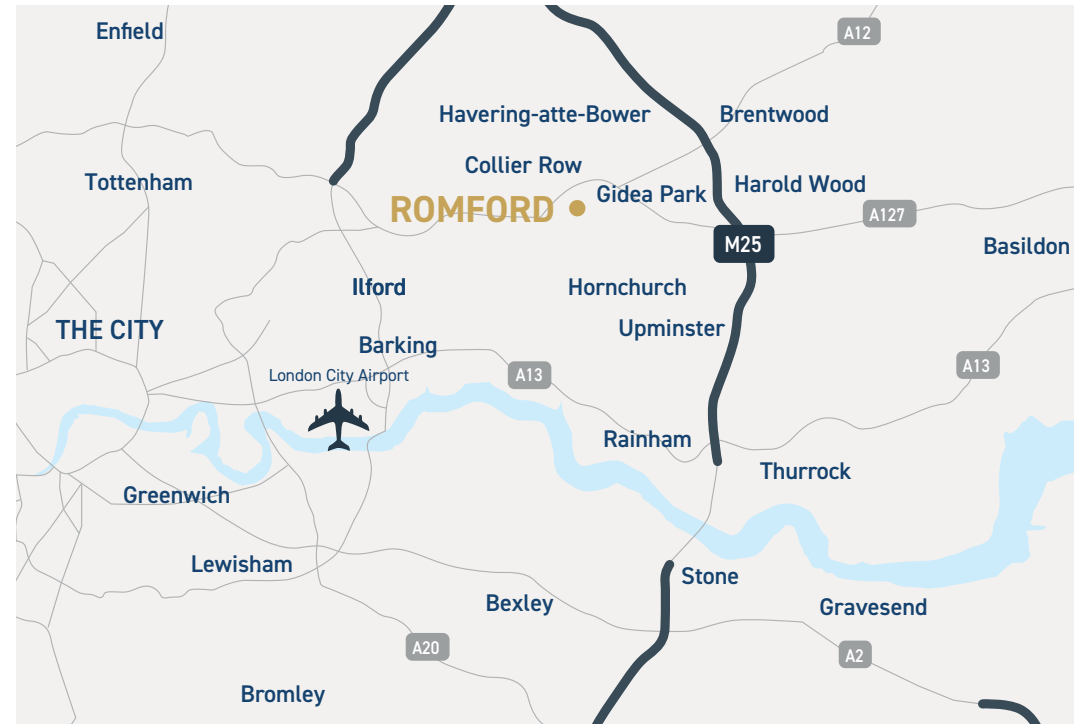 Enfield
A12
Havering-atte-Bower
Brentwood
Collier Row
Tottenham
Harold Wood
Gidea Park
ROMFORD
A127
M25
Basildon
Ilford
Hornchurch
THE CITY
Upminster
Barking
A13
London City Airport
A13
Rainham
Thurrock
Greenwich
Lewisham
Stone
Bexley
Gravesend
A20
A2
Bromley